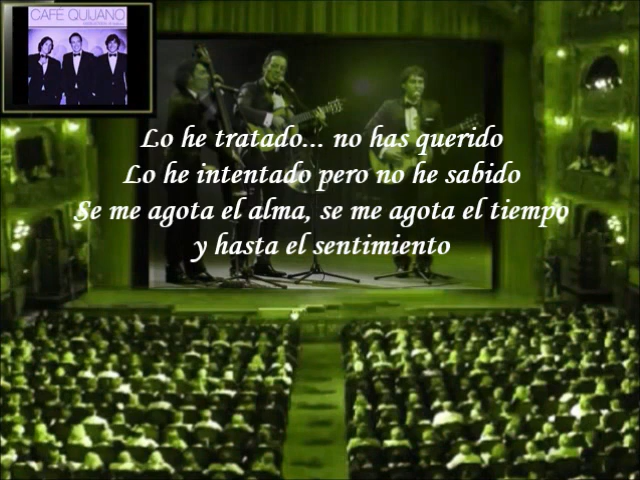 CAFÉ QUIJANO
Lo he tratado... no has querido
Lo he intentado pero no he sabido
Se me agota el alma, se me agota el tiempo
y hasta el sentimiento